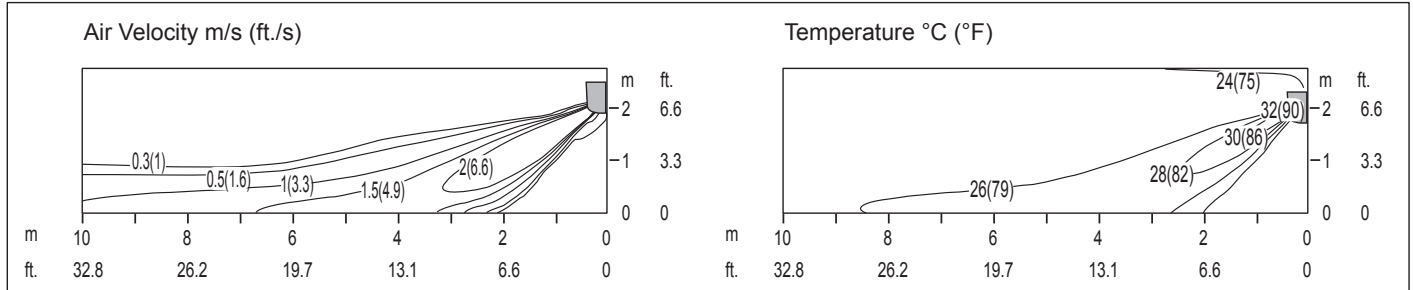 Air Velocity m/s (ft./s)
m ft.
2 6.6
1 3.3
0 0
0.3(1)
0.5(1.6)
1(3.3)
1.5(4.9)
2(6.6)
m 10 8 6 4 2 0
ft. 32.8 26.2 19.7 13.1 6.6 0
Temperature °C (°F)
24(75)
m ft.
32(90)
2 6.6
30(86)
1 3.3
28(82)
26(79)
0 0
m 10 8 6 4 2 0
ft. 32.8 26.2 19.7 13.1 6.6 0